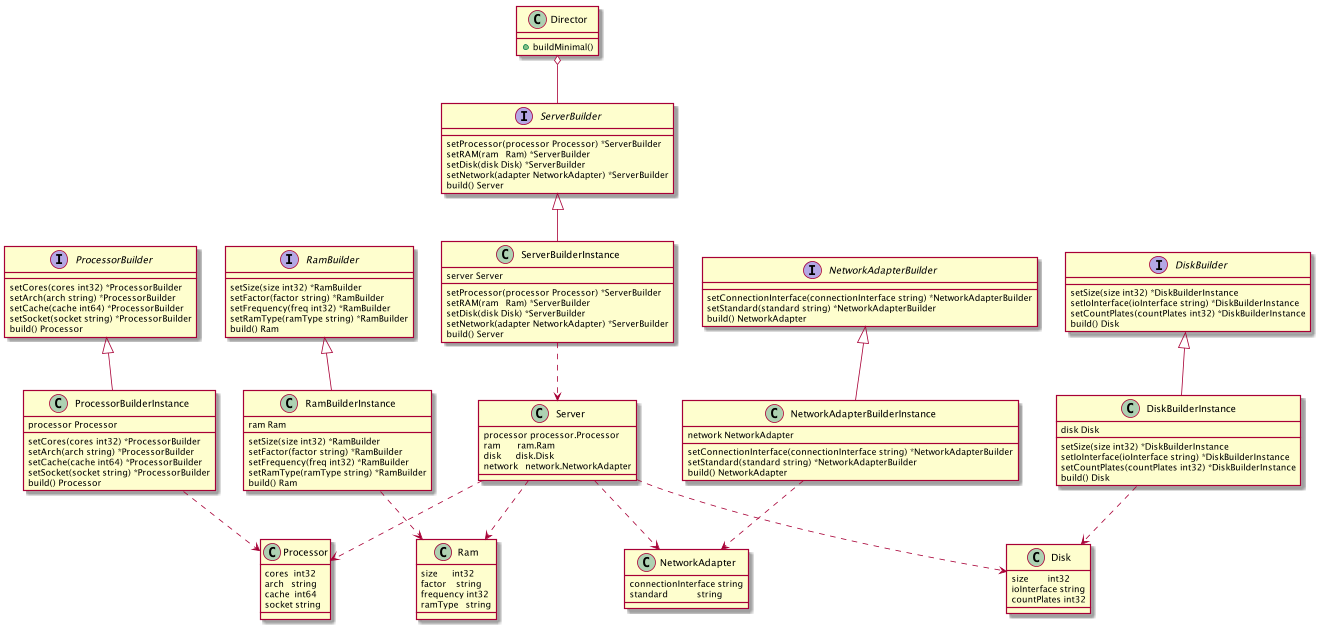 C Director
buildMinimal()
I ServerBuilder
setProcessor(processor Processor) *ServerBuilder
setRAM(ram   Ram) *ServerBuilder
setDisk(disk Disk) *ServerBuilder
setNetwork(adapter NetworkAdapter) *ServerBuilder
build() Server
I ProcessorBuilder
setCores(cores int32) *ProcessorBuilder
setArch(arch string) *ProcessorBuilder
setCache(cache int64) *ProcessorBuilder
setSocket(socket string) *ProcessorBuilder
build() Processor
I RamBuilder
setSize(size int32) *RamBuilder
setFactor(factor string) *RamBuilder
setFrequency(freq int32) *RamBuilder
setRamType(ramType string) *RamBuilder
build() Ram
C ServerBuilderInstance
server Server
setProcessor(processor Processor) *ServerBuilder
setRAM(ram   Ram) *ServerBuilder
setDisk(disk Disk) *ServerBuilder
setNetwork(adapter NetworkAdapter) *ServerBuilder
build() Server
I NetworkAdapterBuilder
setConnectionInterface(connectionInterface string) *NetworkAdapterBuilder
setStandard(standard string) *NetworkAdapterBuilder
build() NetworkAdapter
I DiskBuilder
setSize(size int32) *DiskBuilderInstance
setIoInterface(ioInterface string) *DiskBuilderInstance
setCountPlates(countPlates int32) *DiskBuilderInstance
build() Disk
C ProcessorBuilderInstance
processor Processor
setCores(cores int32) *ProcessorBuilder
setArch(arch string) *ProcessorBuilder
setCache(cache int64) *ProcessorBuilder
setSocket(socket string) *ProcessorBuilder
build() Processor
C RamBuilderInstance
ram Ram
setSize(size int32) *RamBuilder
setFactor(factor string) *RamBuilder
setFrequency(freq int32) *RamBuilder
setRamType(ramType string) *RamBuilder
build() Ram
C Server
processor processor.Processor
ram       ram.Ram
disk      disk.Disk
network   network.NetworkAdapter
C NetworkAdapterBuilderInstance
network NetworkAdapter
setConnectionInterface(connectionInterface string) *NetworkAdapterBuilder
setStandard(standard string) *NetworkAdapterBuilder
build() NetworkAdapter
C DiskBuilderInstance
disk Disk
setSize(size int32) *DiskBuilderInstance
setIoInterface(ioInterface string) *DiskBuilderInstance
setCountPlates(countPlates int32) *DiskBuilderInstance
build() Disk
C Processor
cores  int32
arch   string
cache  int64
socket string
C Ram
size      int32
factor    string
frequency int32
ramType   string
C NetworkAdapter
connectionInterface string
standard            string
C Disk
size        int32
ioInterface string
countPlates int32